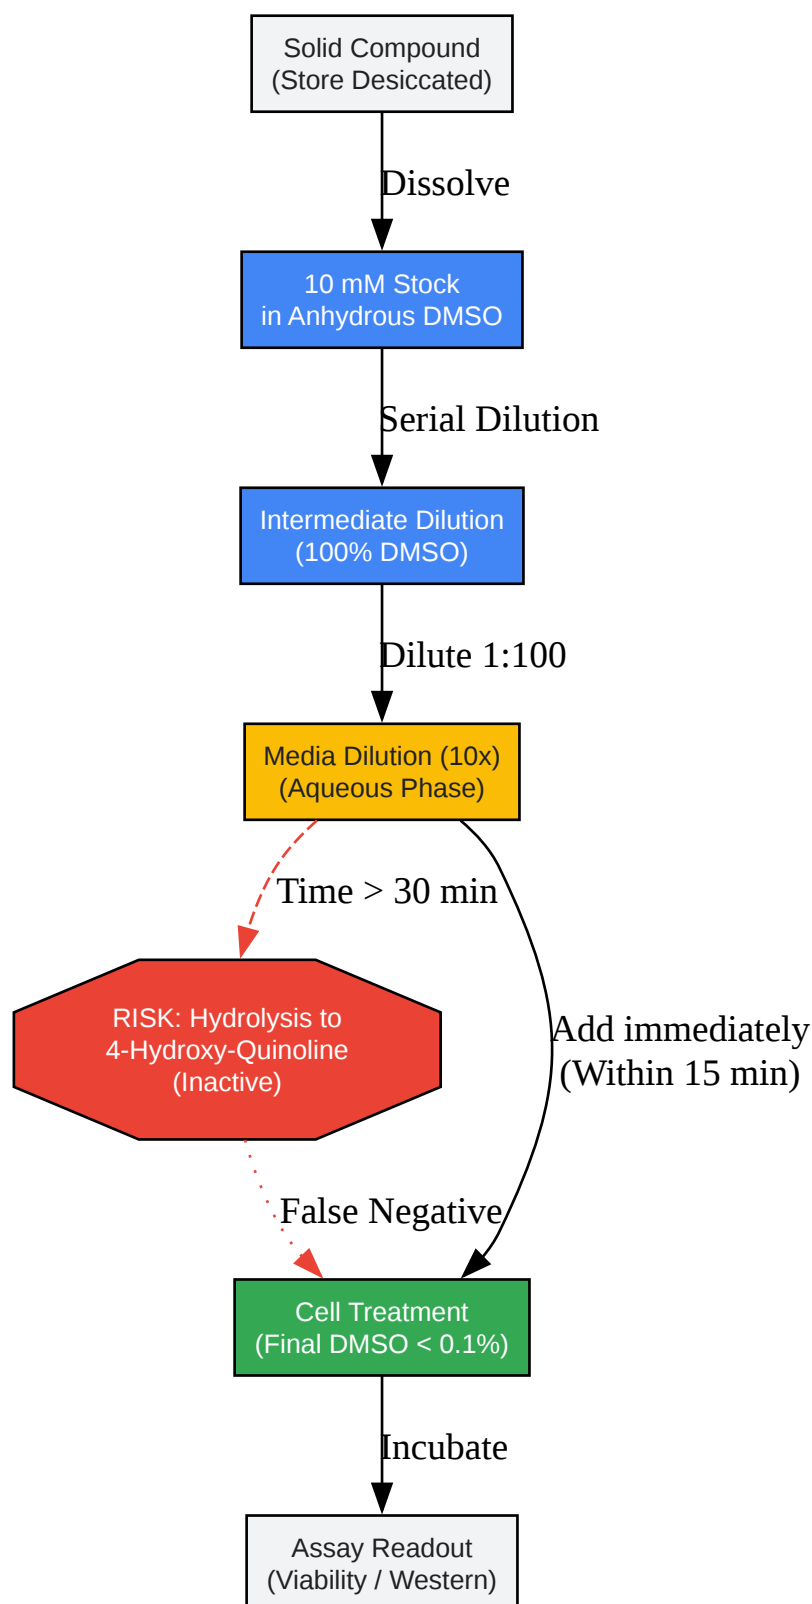 Solid Compound
(Store Desiccated)
Dissolve
10 mM Stock
in Anhydrous DMSO
Serial Dilution
Intermediate Dilution
(100% DMSO)
Dilute 1:100
Media Dilution (10x)
(Aqueous Phase)
Time > 30 min
RISK: Hydrolysis to
4-Hydroxy-Quinoline
(Inactive)
Add immediately
(Within 15 min)
False Negative
Cell Treatment
(Final DMSO < 0.1%)
Incubate
Assay Readout
(Viability / Western)